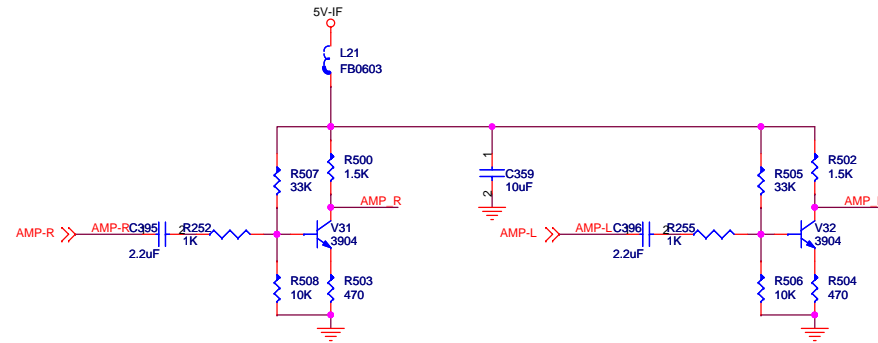 5V-IF
L21
FB0603
R507
33K
R500
1.5K
1
C359
10uF
2
R505
33K
R502
1.5K
AMP_R
AMP-R
AMP-R
C395
2
R252
2.2uF
1K
V31
3904
AMP-L
AMP-L
C396
2
R255
2.2uF
1K
V32
3904
R508
10K
R503
470
R506
10K
R504
470